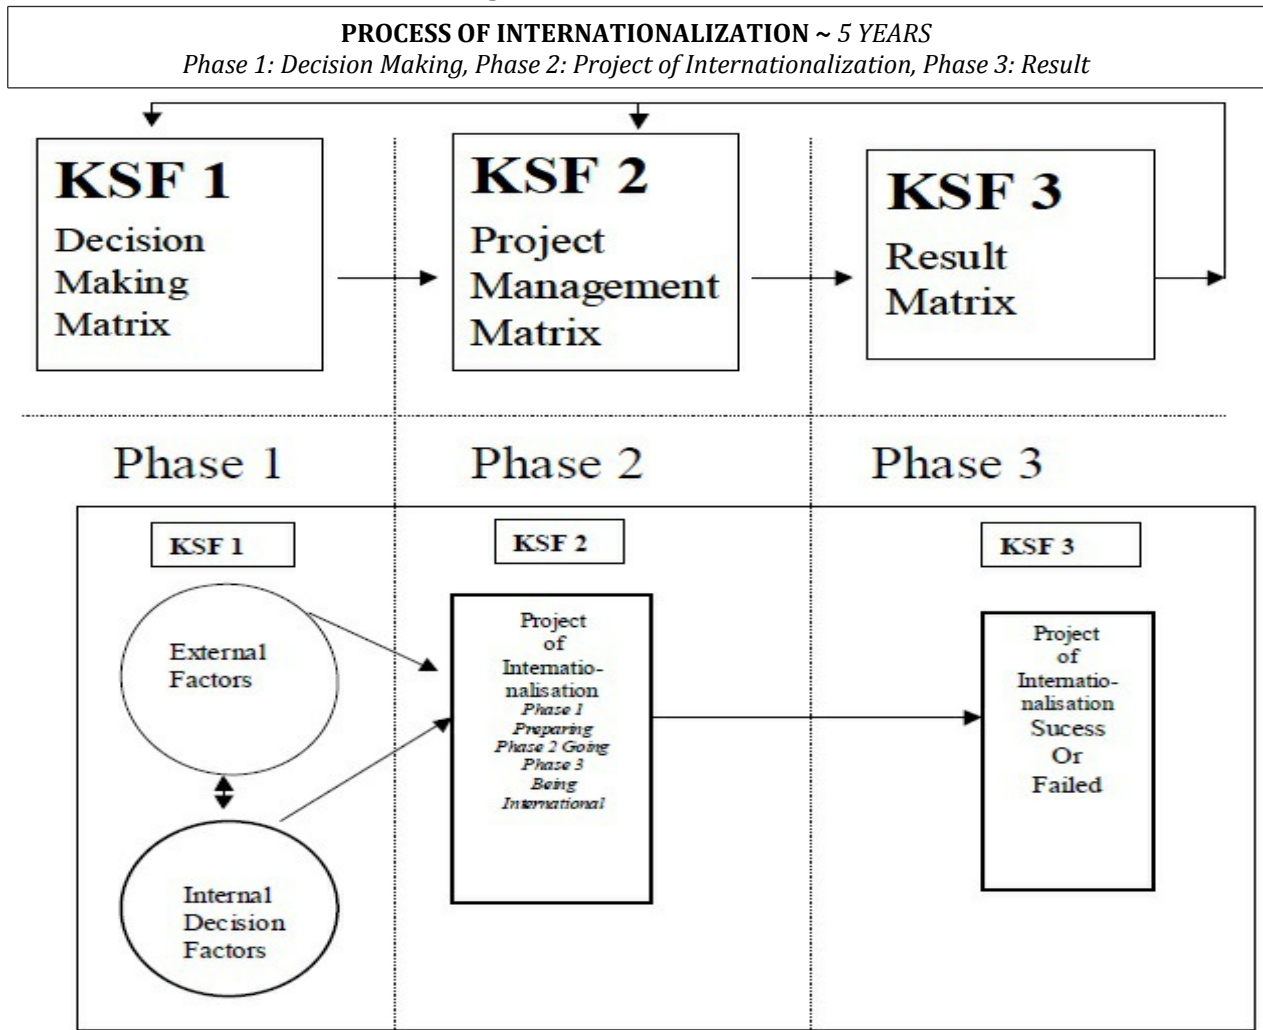 PROCESS OF INTERNATIONALIZATION ~ 5 YEARS
Phase 1: Decision Making, Phase 2: Project of Internationalization, Phase 3: Result
KSF 1
Decision
Making
Matrix
KSF 2
Project
Management
Matrix
KSF 3
Result
Matrix
Phase 1
Phase 2
Phase 3
KSF 1
External
Factors
Internal
Decision
Factors
KSF 2
Project
of
Internatio-
nalisation
Phase 1
Preparing
Phase 2 Going
Phase 3
Being
International
KSF 3
Project
of
Internatio-
nalisation
Sucess
Or
Failed